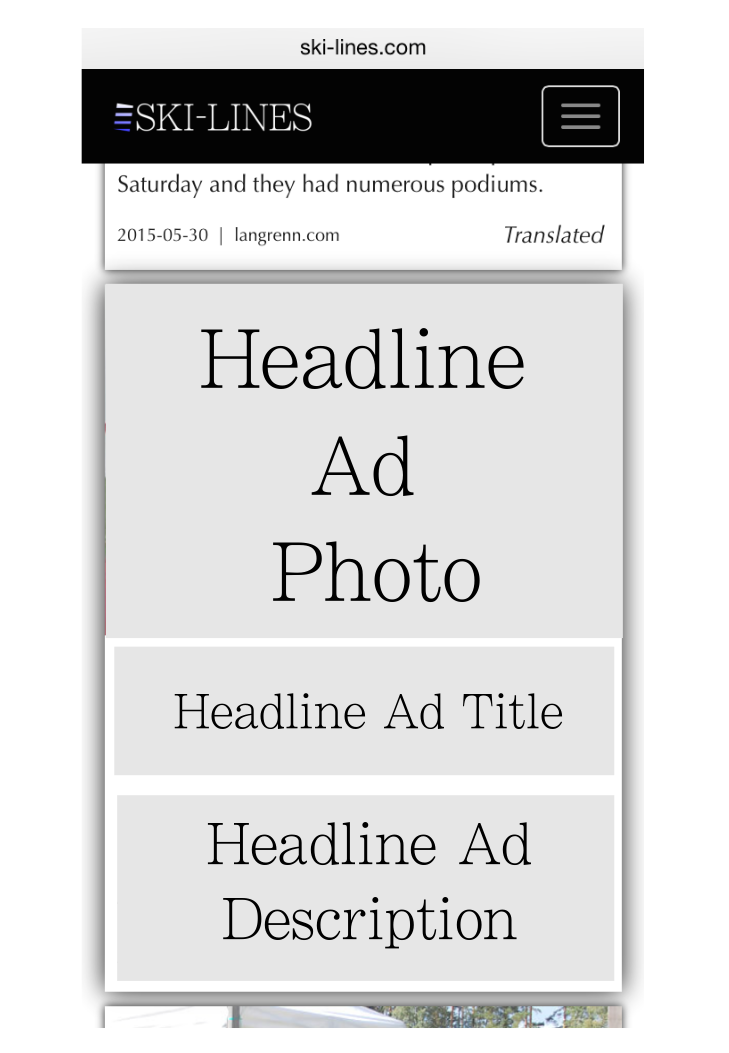 ski-lines.com
SKI-LINES
Saturday and they had numerous podiums.
2015-05-30 | langrenn.com Translated
Headline
Ad
Photo
Headline Ad Title
Headline Ad
Description